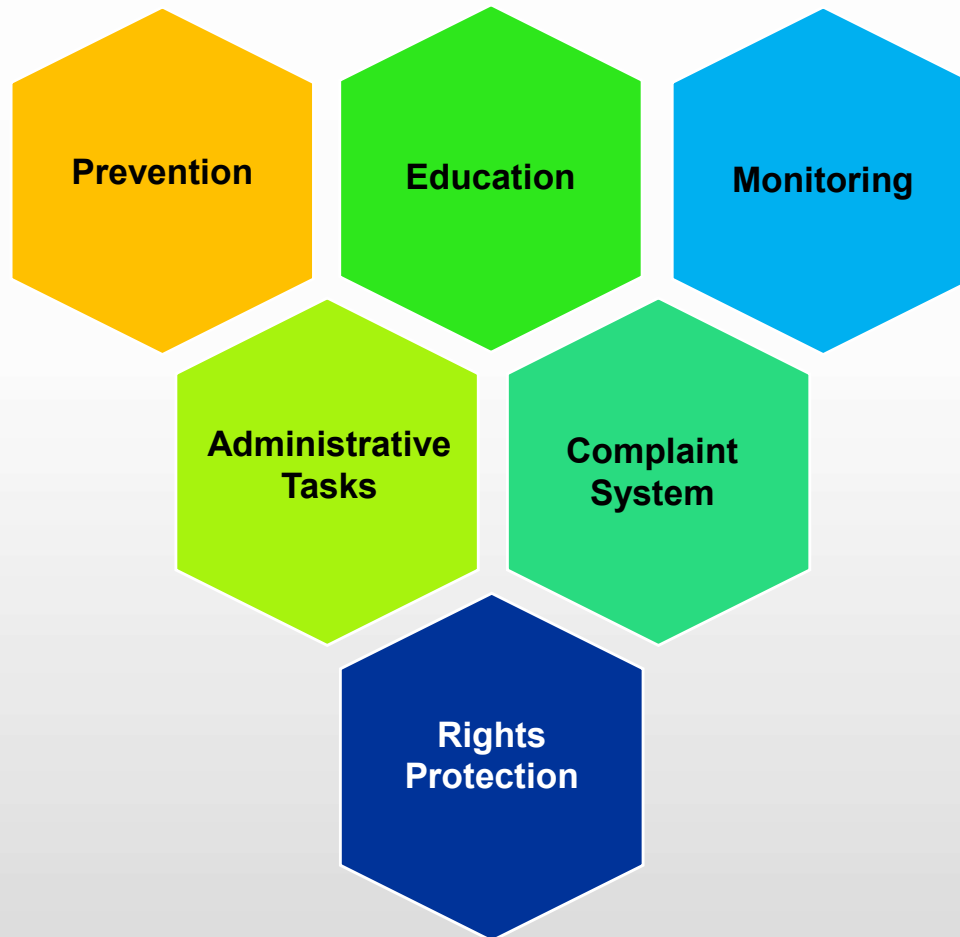 Prevention
Education
Monitoring
Administrative
Tasks
Complaint
System
Rights
Protection